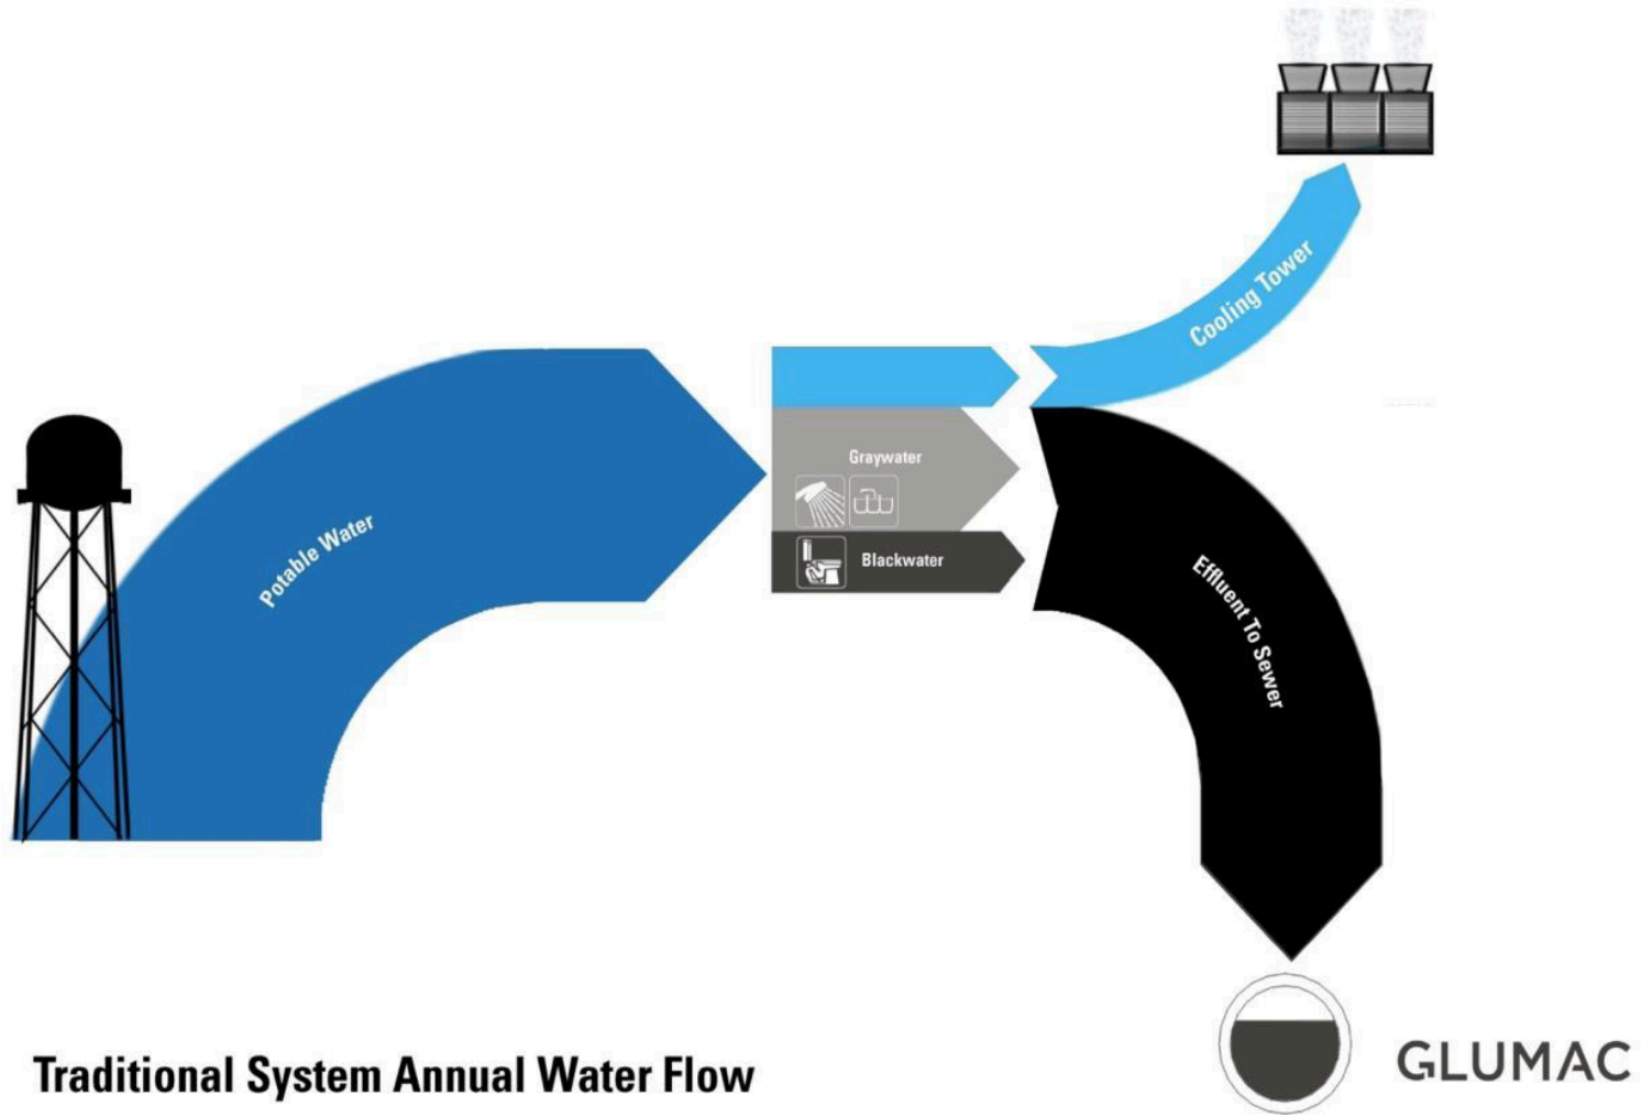 Cooling Tower
Potable Water
Graywater
Blackwater
Effluent To Sewer
Traditional System Annual Water Flow
GLUMAC